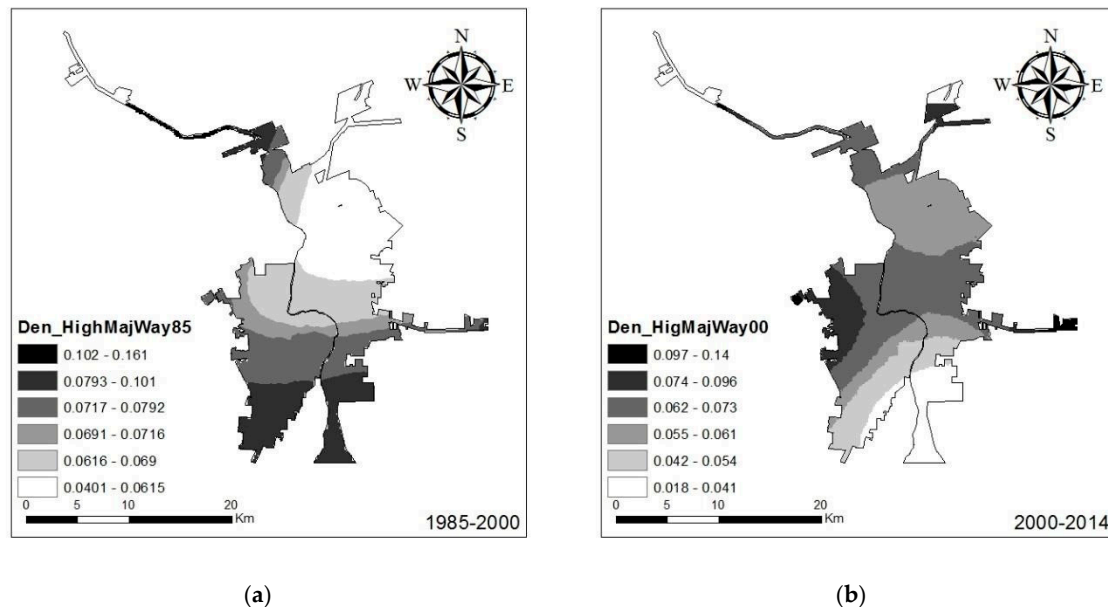 N
W E
S
Den_HighMajWay85
0.102 - 0.161
0.0793 - 0.101
0.0717 - 0.0792
0.0691 - 0.0716
0.0616 - 0.069
0.0401 - 0.0615
0 5 10 20
Km
1985-2000
(a)
N
W E
S
Den_HigMajWay00
0.097 - 0.14
0.074 - 0.096
0.062 - 0.073
0.055 - 0.061
0.042 - 0.054
0.018 - 0.041
0 5 10 20
Km
2000-2014
(b)